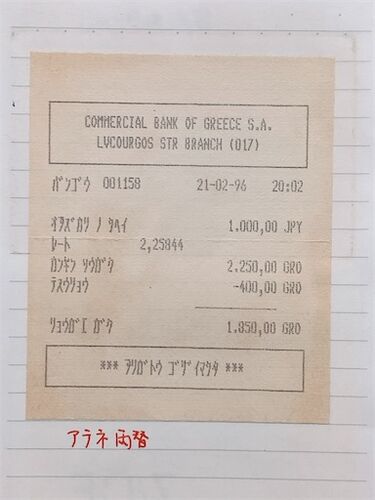 COMMERCIAL BANK OF GREECE S.A.
LYCOURGOS STR BRANCH (017)
バンゴウ 001158 21-02-96 20:02
オアズカリ ノ タヘイ 1.000,00 JPY
レート 2,25844
カンキン ソウガク 2.250,00 GRD
テスウリョウ -400,00 GRD
リョウガエ ガク 1.850,00 GRD
*** アリガトウ ゴザイマシタ ***
アテネ 両替